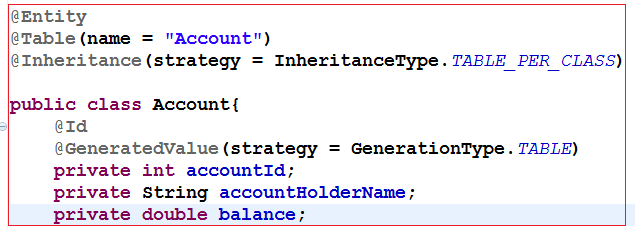 @Entity
@Table(name = "Account")
@Inheritance(strategy = InheritanceType.TABLE_PER_CLASS)
public class Account{
@Id
@GeneratedValue(strategy = GenerationType.TABLE)
private int accountId;
private String accountHolderName;
private double balance;